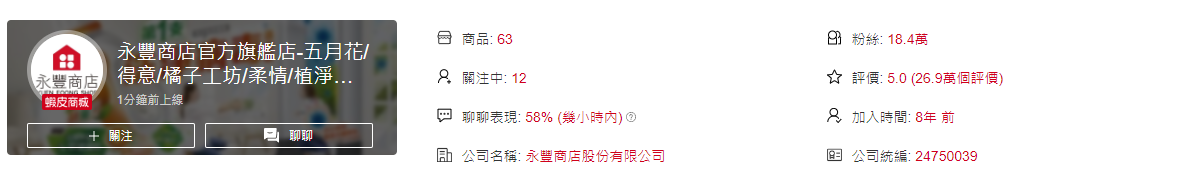 永豐商店
YUEN FOONG SHOP
蝦皮商城
永豐商店官方旗艦店-五月花/
得意/橘子工坊/柔情/植淨…
1分鐘前上線
+ 關注
聊聊
商品: 63
粉絲: 18.4萬
關注中: 12
評價: 5.0 (26.9萬個評價)
聊聊表現: 58% (幾小時內) ?
加入時間: 8年 前
公司名稱: 永豐商店股份有限公司
公司統編: 24750039